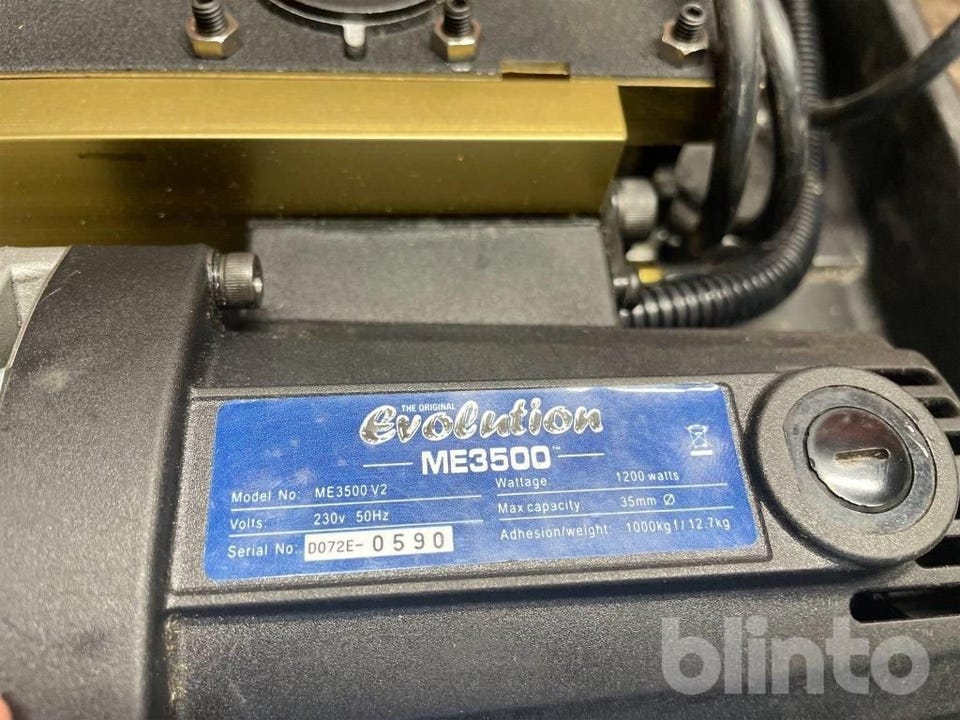 THE ORIGINAL
Evolution
ME3500™
Model No: ME3500 V2
Wattage: 1200 watts
Volts: 230v 50Hz
Max capacity: 35mm Ø
Serial No: D072E-0590
Adhesion/weight: 1000kgf/12.7kg
blinto